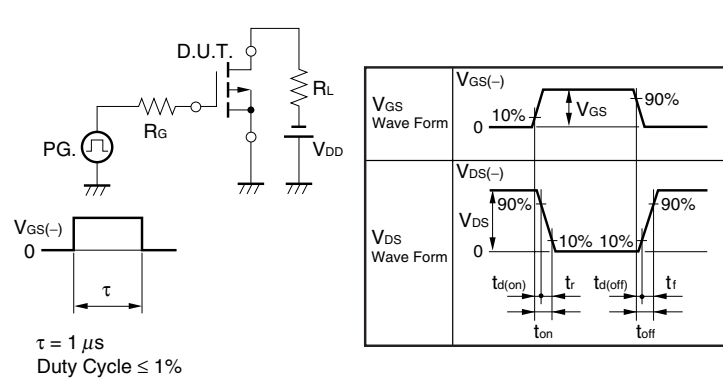 D.U.T.
RL
RG
PG.
VDD
VGS(−)
0
τ
τ = 1 μs
Duty Cycle ≤ 1%
VGS
Wave Form
VGS(−)
10%
VGS
90%
0
VDS
Wave Form
VDS(−)
90%
VDS
10% 10%
90%
0
td(on) tr td(off) tf
ton toff